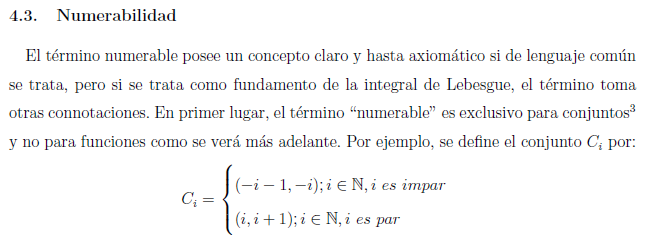 4.3. Numerabilidad
El término numerable posee un concepto claro y hasta axiomático si de lenguaje común
se trata, pero si se trata como fundamento de la integral de Lebesgue, el término toma
otras connotaciones. En primer lugar, el término “numerable” es exclusivo para conjuntos³
y no para funciones como se verá más adelante. Por ejemplo, se define el conjunto Cᵢ por:
Cᵢ = {(−i − 1, −i); i ∈ ℕ, i es impar
(i, i + 1); i ∈ ℕ, i es par